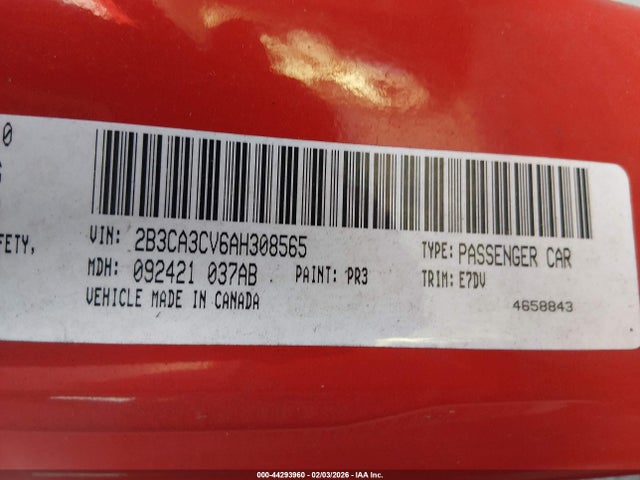 0
FETY,
VIN: 2B3CA3CV6AH308565
TYPE: PASSENGER CAR
MDH: 092421 037AB
PAINT: PR3
TRIM: E7DV
VEHICLE MADE IN CANADA
4658843
000-44293960 - 02/03/2026 - IAA Inc.